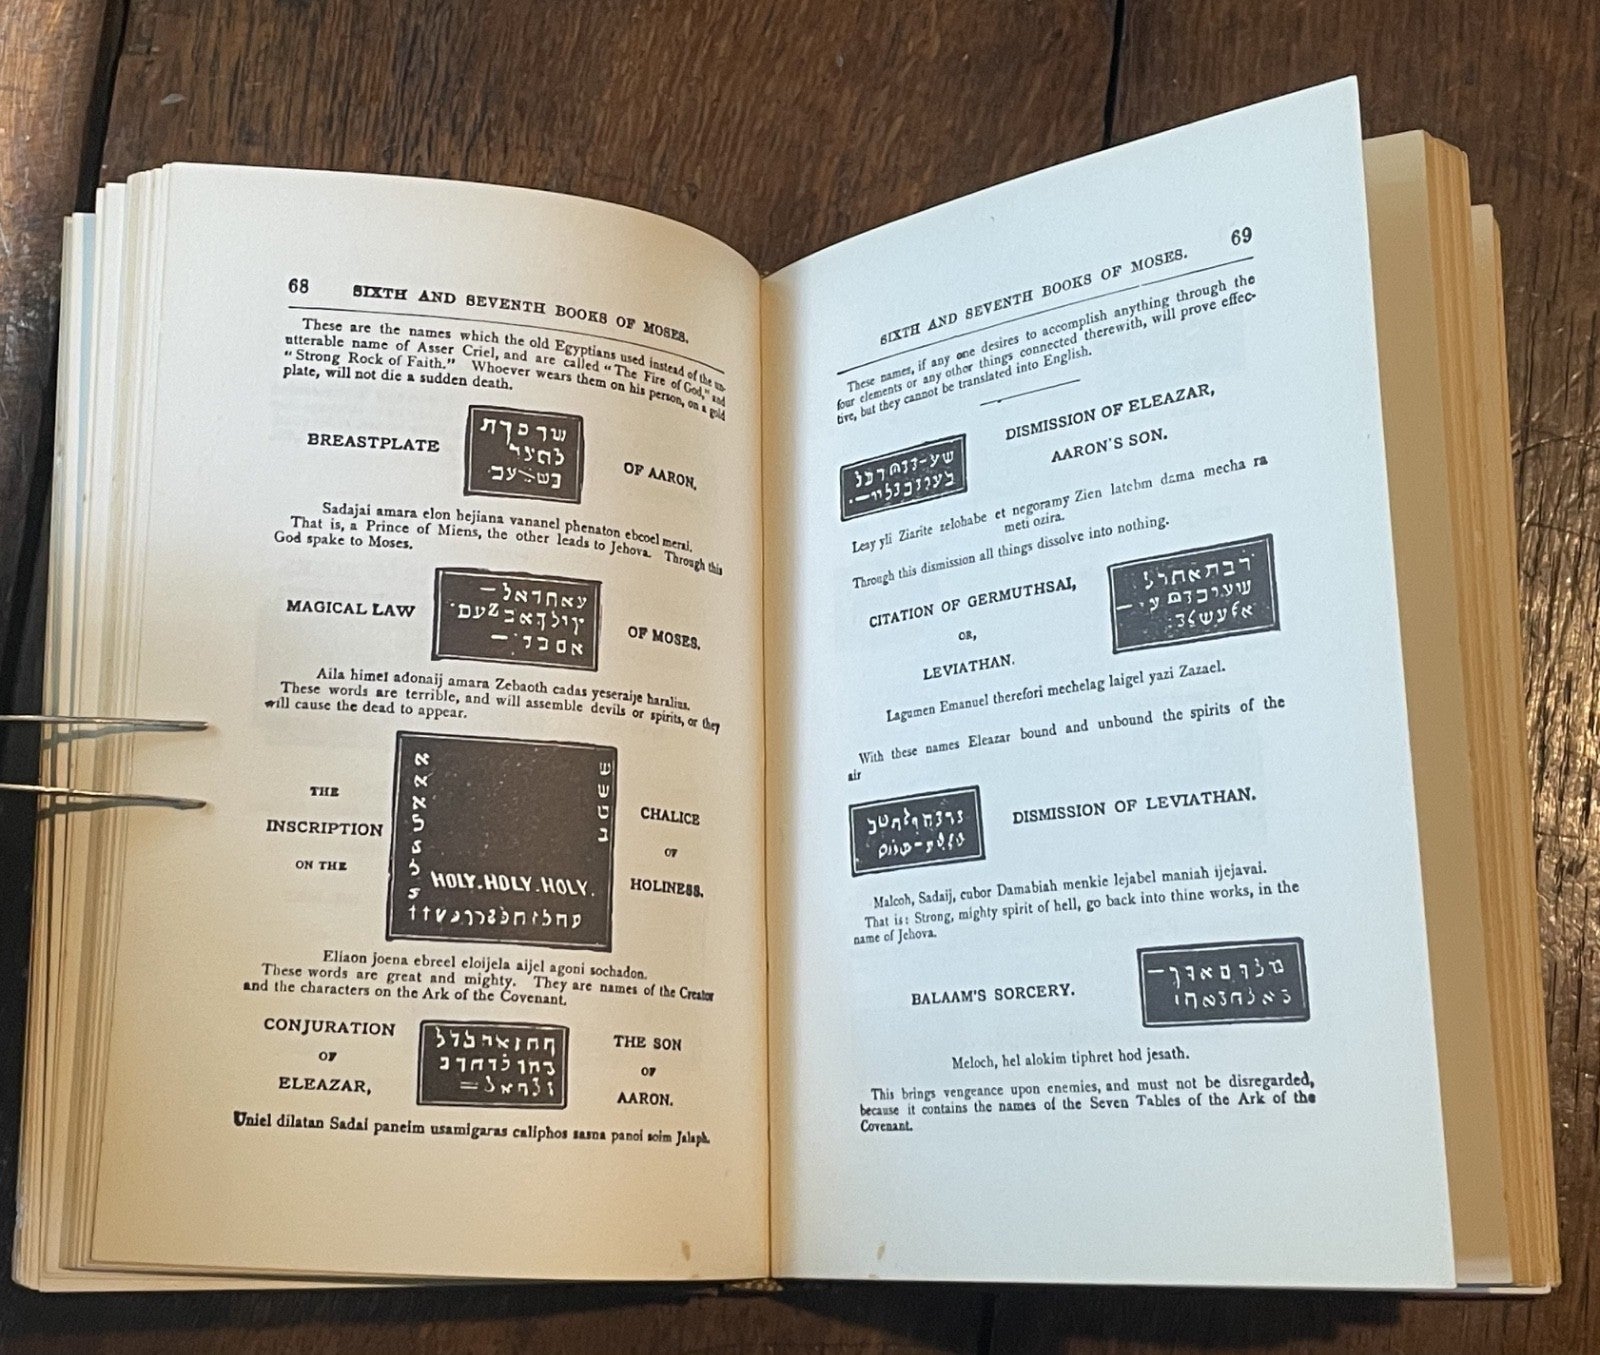 68 SIXTH AND SEVENTH BOOKS OF MOSES.
These are the names which the old Egyptians used instead of the un-
utterable name of Asser Criel, and are called "The Fire of God," and
"Strong Rock of Faith." Whoever wears them on his person, on a gold
plate, will not die a sudden death.
BREASTPLATE
OF AARON.
Sadajai amara elon hejiana vananel phenaton ebcoel merai.
That is, a Prince of Miens, the other leads to Jehova. Through this
God spake to Moses.
MAGICAL LAW
OF MOSES.
Aila himel adonaij amara Zebaoth cadas yeseraije haralius.
These words are terrible, and will assemble devils or spirits, or they
will cause the dead to appear.
THE
INSCRIPTION
ON THE
HOLY.HOLY.HOLY.
CHALICE
OF
HOLINESS.
Eliaon joena ebreel eloijela aijel agoni sochadon.
These words are great and mighty. They are names of the Creator
and the characters on the Ark of the Covenant.
CONJURATION
OF
ELEAZAR,
THE SON
OF
AARON.
Uniel dilatan Sadai paneim usamigaras caliphos sasna panoi soim Jalaph.
SIXTH AND SEVENTH BOOKS OF MOSES. 69
These names, if any one desires to accomplish anything through the
four elements or any other things connected therewith, will prove effec-
tive, but they cannot be translated into English.
DISMISSION OF ELEAZAR,
AARON'S SON.
Leay yli Ziarite zelohabe et negoramy Zien latebm dama mecha ra
meti ozira.
Through this dismission all things dissolve into nothing.
CITATION OF GERMUTHSAI,
OR,
LEVIATHAN.
Lagumen Emanuel therefori mechelag laigel yazi Zazael.
With these names Eleazar bound and unbound the spirits of the
air
DISMISSION OF LEVIATHAN.
Malcoh, Sadaij, cubor Damabiah menkie lejabel maniah ijejavai.
That is: Strong, mighty spirit of hell, go back into thine works, in the
name of Jehova.
BALAAM'S SORCERY.
Meloch, hel alokim tiphret hod jesath.
This brings vengeance upon enemies, and must not be disregarded,
because it contains the names of the Seven Tables of the Ark of the
Covenant.